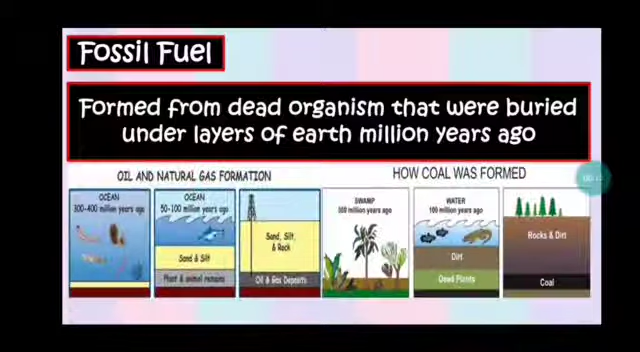 Fossil Fuel
Formed from dead organism that were buried
under layers of earth million years ago
OIL AND NATURAL GAS FORMATION
OCEAN
300-400 million years ago
OCEAN
50-100 million years ago
Sand & Silt
Plant & animal remains
Sand, Silt,
& Rock
Oil & Gas Deposits
HOW COAL WAS FORMED
SWAMP
300 million years ago
WATER
100 million years ago
Dirt
Dead Plants
Rocks & Dirt
Coal